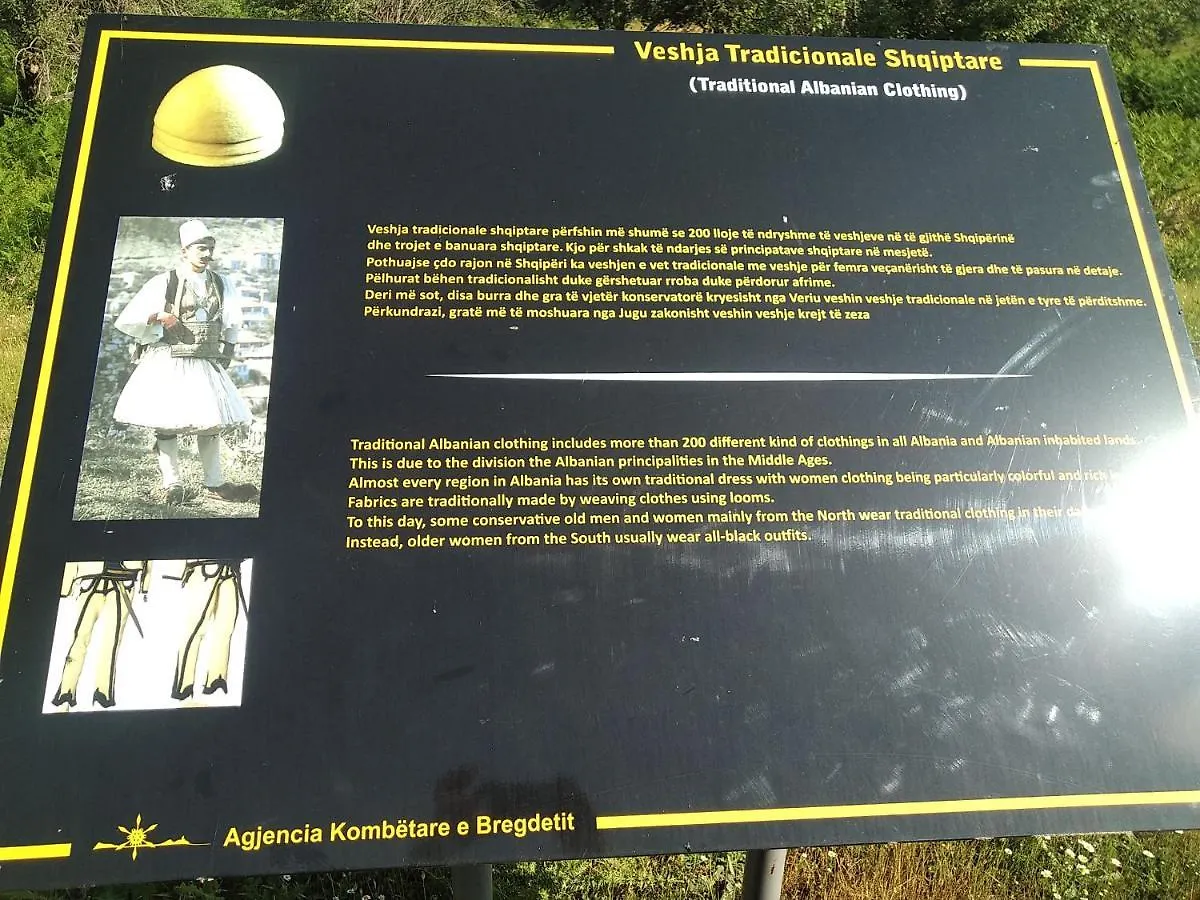 Veshja Tradicionale Shqiptare
(Traditional Albanian Clothing)
Veshja tradicionale shqiptare përfshin më shumë se 200 lloje të ndryshme të veshjeve në të gjithë Shqipërinë
dhe trojet e banuara shqiptare. Kjo për shkak të ndarjes së principatave shqiptare në mesjetë.
Pothuajse çdo rajon në Shqipëri ka veshjen e vet tradicionale me veshje për femra veçanërisht të gjera dhe të pasura në detaje.
Pëlhurat bëhen tradicionalisht duke gërshetuar rroba duke përdorur afrime.
Deri më sot, disa burra dhe gra të vjetër konservatorë kryesisht nga Veriu veshin veshje tradicionale në jetën e tyre të përditshme.
Përkundrazi, gratë më të moshuara nga Jugu zakonisht veshin veshje krejt të zeza
Traditional Albanian clothing includes more than 200 different kind of clothings in all Albania and Albanian inhabited lands.
This is due to the division the Albanian principalities in the Middle Ages.
Almost every region in Albania has its own traditional dress with women clothing being particularly colorful and rich
Fabrics are traditionally made by weaving clothes using looms.
To this day, some conservative old men and women mainly from the North wear traditional clothing in their
Instead, older women from the South usually wear all-black outfits.
Agjencia Kombëtare e Bregdetit